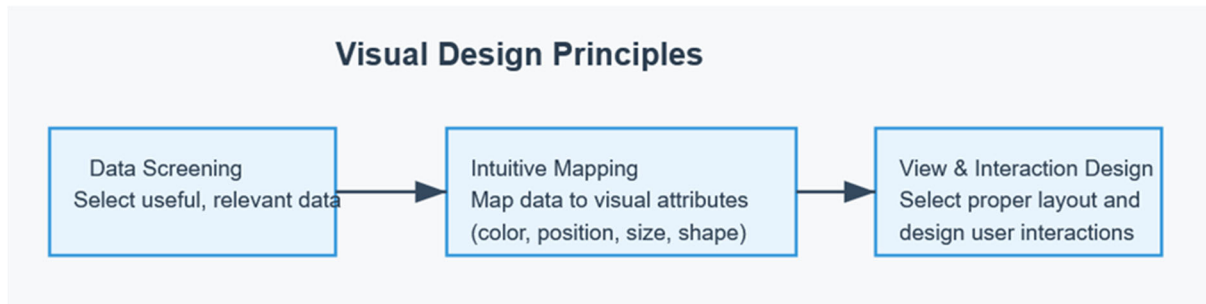 Visual Design Principles
Data Screening
Select useful, relevant data
Intuitive Mapping
Map data to visual attributes
(color, position, size, shape)
View & Interaction Design
Select proper layout and
design user interactions